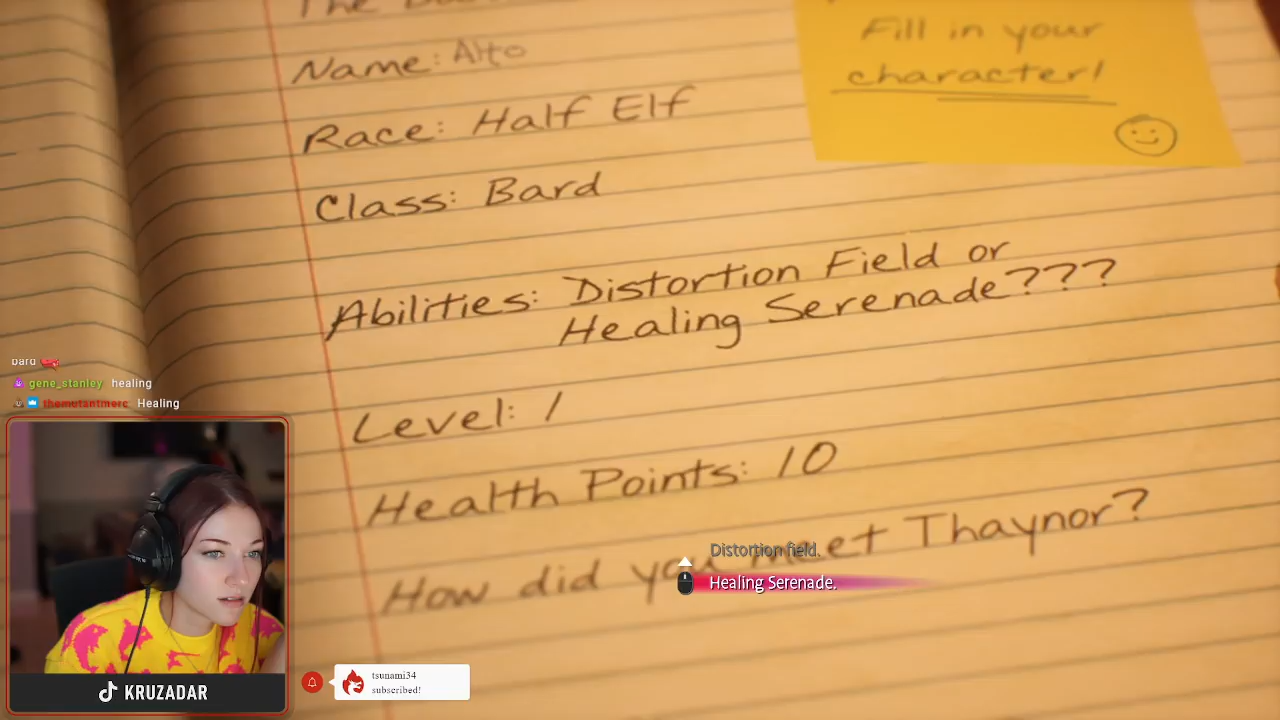 Name: Alto
Fill in your
character!
Race: Half Elf
Class: Bard
Abilities: Distortion Field or
Healing Serenade???
Level: 1
Health Points: 10
How did you meet Thaynor?
Distortion field.
Healing Serenade.
bard
gene_stanley healing
themutantmerc Healing
KRUZADAR
tsunami34
subscribed!